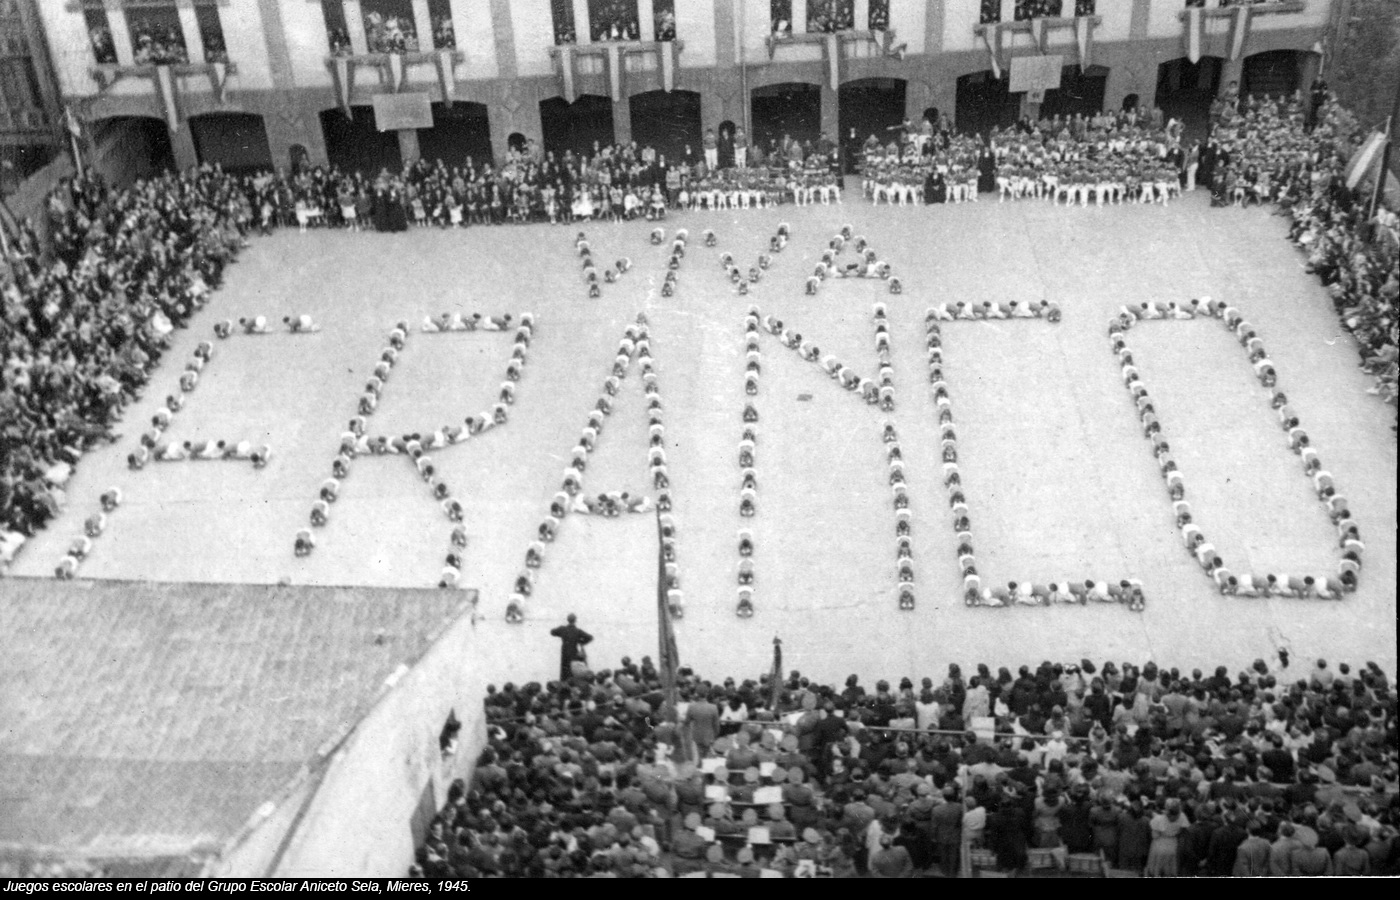 VIVA
FRANCO
Juegos escolares en el patio del Grupo Escolar Aniceto Sela, Mieres, 1945.